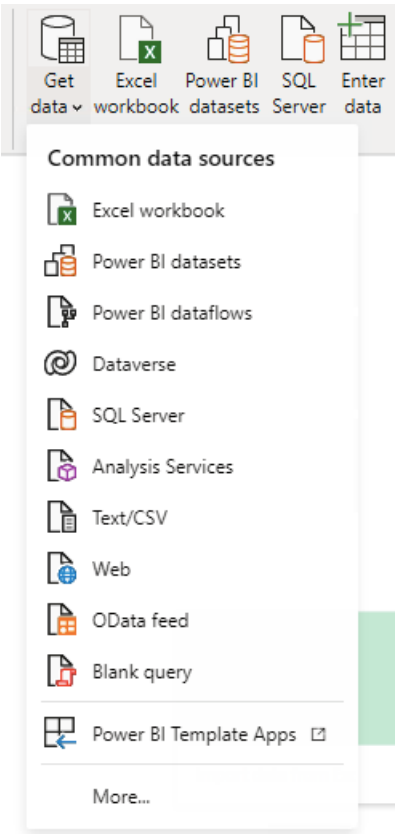 Get
data
Excel
workbook
Power BI
datasets
SQL
Server
Enter
data
Common data sources
Excel workbook
Power BI datasets
Power BI dataflows
Dataverse
SQL Server
Analysis Services
Text/CSV
Web
OData feed
Blank query
Power BI Template Apps
More...